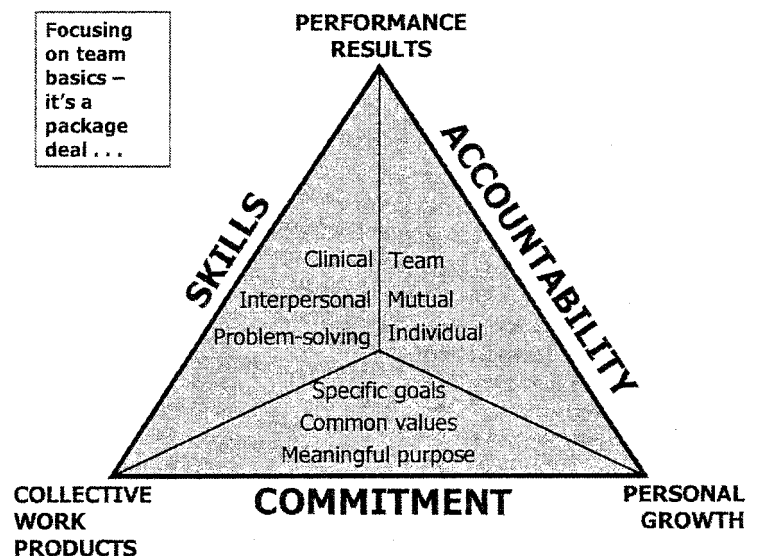 Focusing
on team
basics –
it's a
package
deal . . .
PERFORMANCE
RESULTS
SKILLS
ACCOUNTABILITY
Clinical
Team
Interpersonal
Mutual
Problem-solving
Individual
Specific goals
Common values
Meaningful purpose
COLLECTIVE
WORK
PRODUCTS
COMMITMENT
PERSONAL
GROWTH